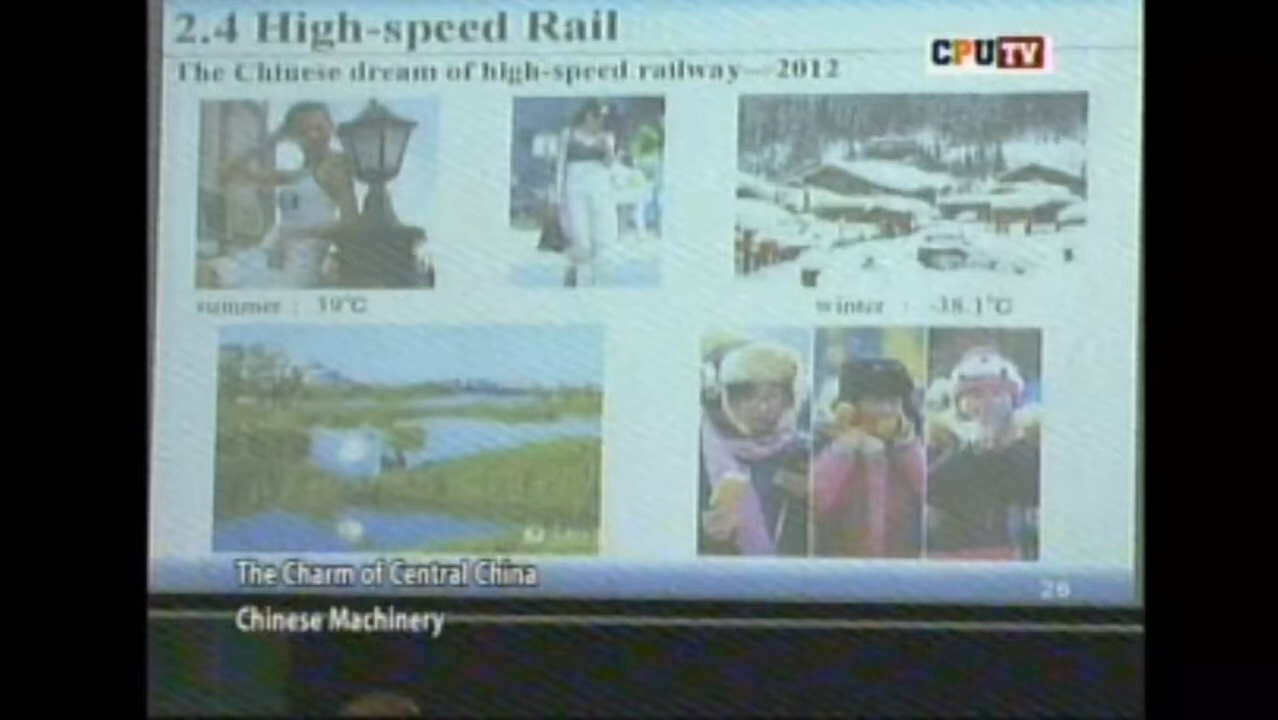 2.4 High-speed Rail
CPUTV
The Chinese dream of high-speed railway—2012
summer : 39℃
winter : -38.1℃
The Charm of Central China
26
Chinese Machinery